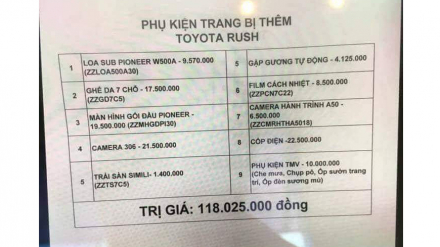 PHỤ KIỆN TRANG BỊ THÊM
TOYOTA RUSH
1 LOA SUB PIONEER W500A - 9.570.000
(ZZLOA500A30)
2 GHẾ DA 7 CHỖ - 17.500.000
(ZZGD7C5)
3 MÀN HÌNH GỐI ĐẦU PIONEER -
19.500.000 (ZZMHGDPI30)
4 CAMERA 306 - 21.500.000
5 TRẢI SÀN SIMILI- 1.400.000
(ZZTS7C5)
5 GẬP GƯƠNG TỰ ĐỘNG - 4.125.000
6 FILM CÁCH NHIỆT - 8.500.000
(ZZPCN7C22)
7 CAMERA HÀNH TRÌNH A50 -
6.500.000
(ZZCMRHTHA5018)
8 CỐP ĐIỆN -22.500.000
9 PHỤ KIỆN TMV - 10.000.000
(Che mưa, Chụp pô, Ốp sườn trang
trí, Ốp đèn sương mù)
TRỊ GIÁ: 118.025.000 đồng